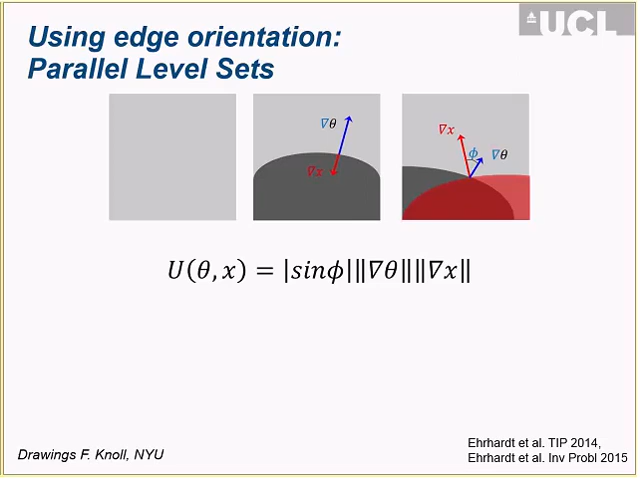 UCL
Using edge orientation:
Parallel Level Sets
∇θ
∇x
∇x
ϕ
∇θ
U(θ, x) = |sinϕ|‖∇θ‖‖∇x‖
Drawings F. Knoll, NYU
Ehrhardt et al. TIP 2014,
Ehrhardt et al. Inv Probl 2015